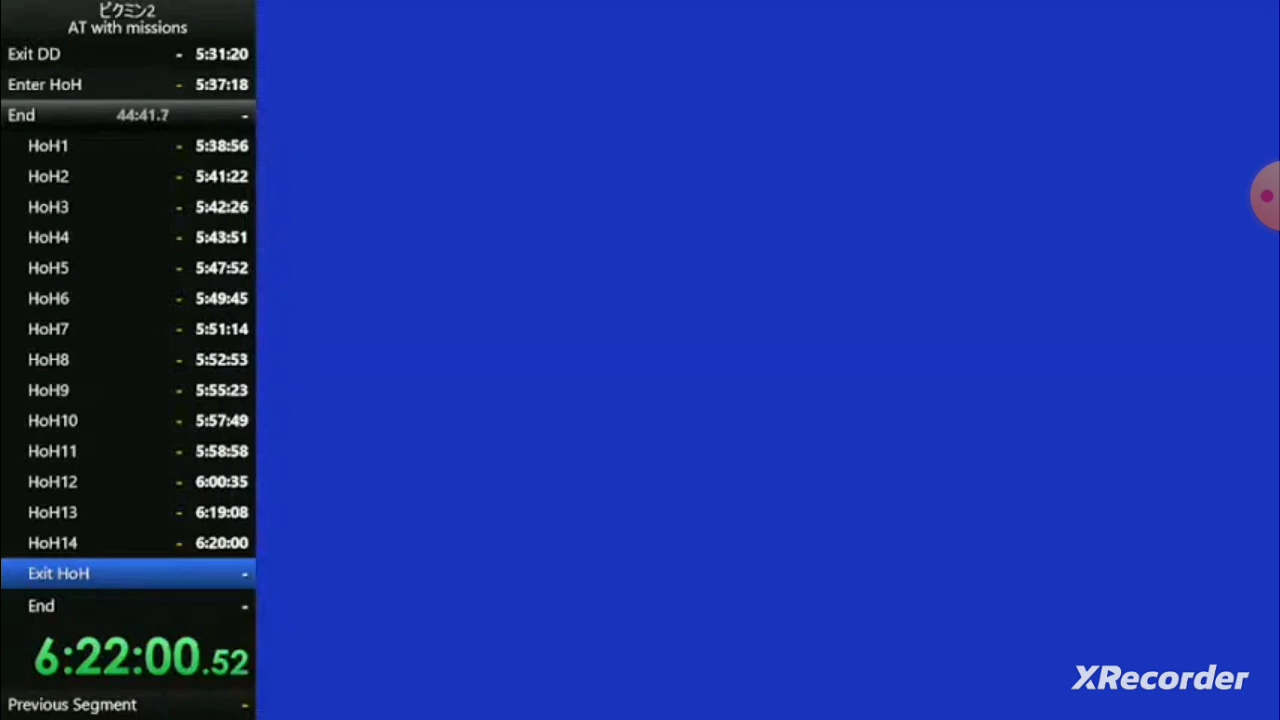 ピクミン2
AT with missions
Exit DD - 5:31:20
Enter HoH - 5:37:18
End 44:41.7 -
HoH1 - 5:38:56
HoH2 - 5:41:22
HoH3 - 5:42:26
HoH4 - 5:43:51
HoH5 - 5:47:52
HoH6 - 5:49:45
HoH7 - 5:51:14
HoH8 - 5:52:53
HoH9 - 5:55:23
HoH10 - 5:57:49
HoH11 - 5:58:58
HoH12 - 6:00:35
HoH13 - 6:19:08
HoH14 - 6:20:00
Exit HoH -
End -
6:22:00.52
Previous Segment -
XRecorder